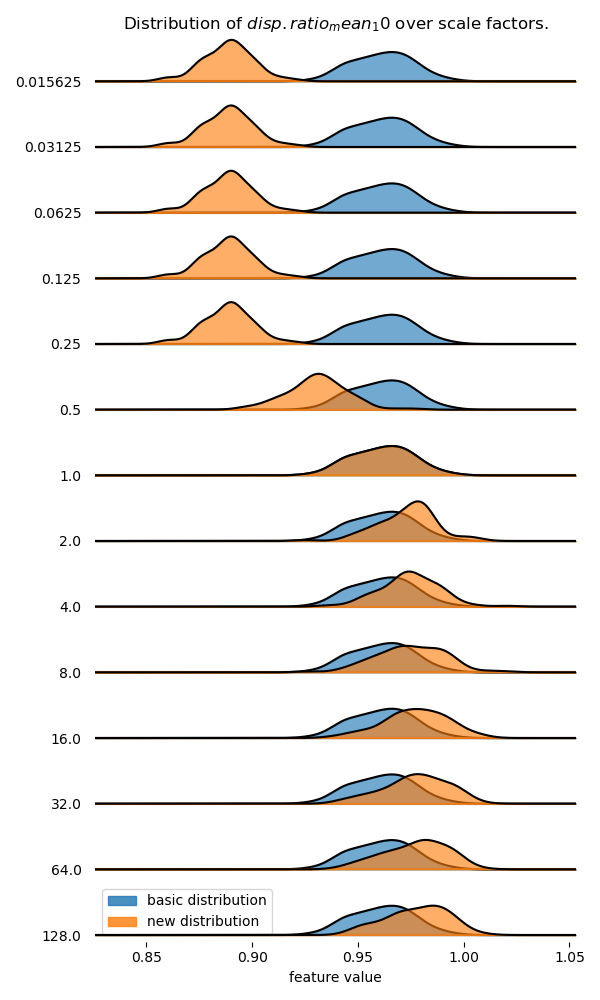 Distribution of disp.ratio_mean_10 over scale factors.
0.015625
0.03125
0.0625
0.125
0.25
0.5
1.0
2.0
4.0
8.0
16.0
32.0
64.0
basic distribution
new distribution
128.0
0.85 0.90 0.95 1.00 1.05
feature value